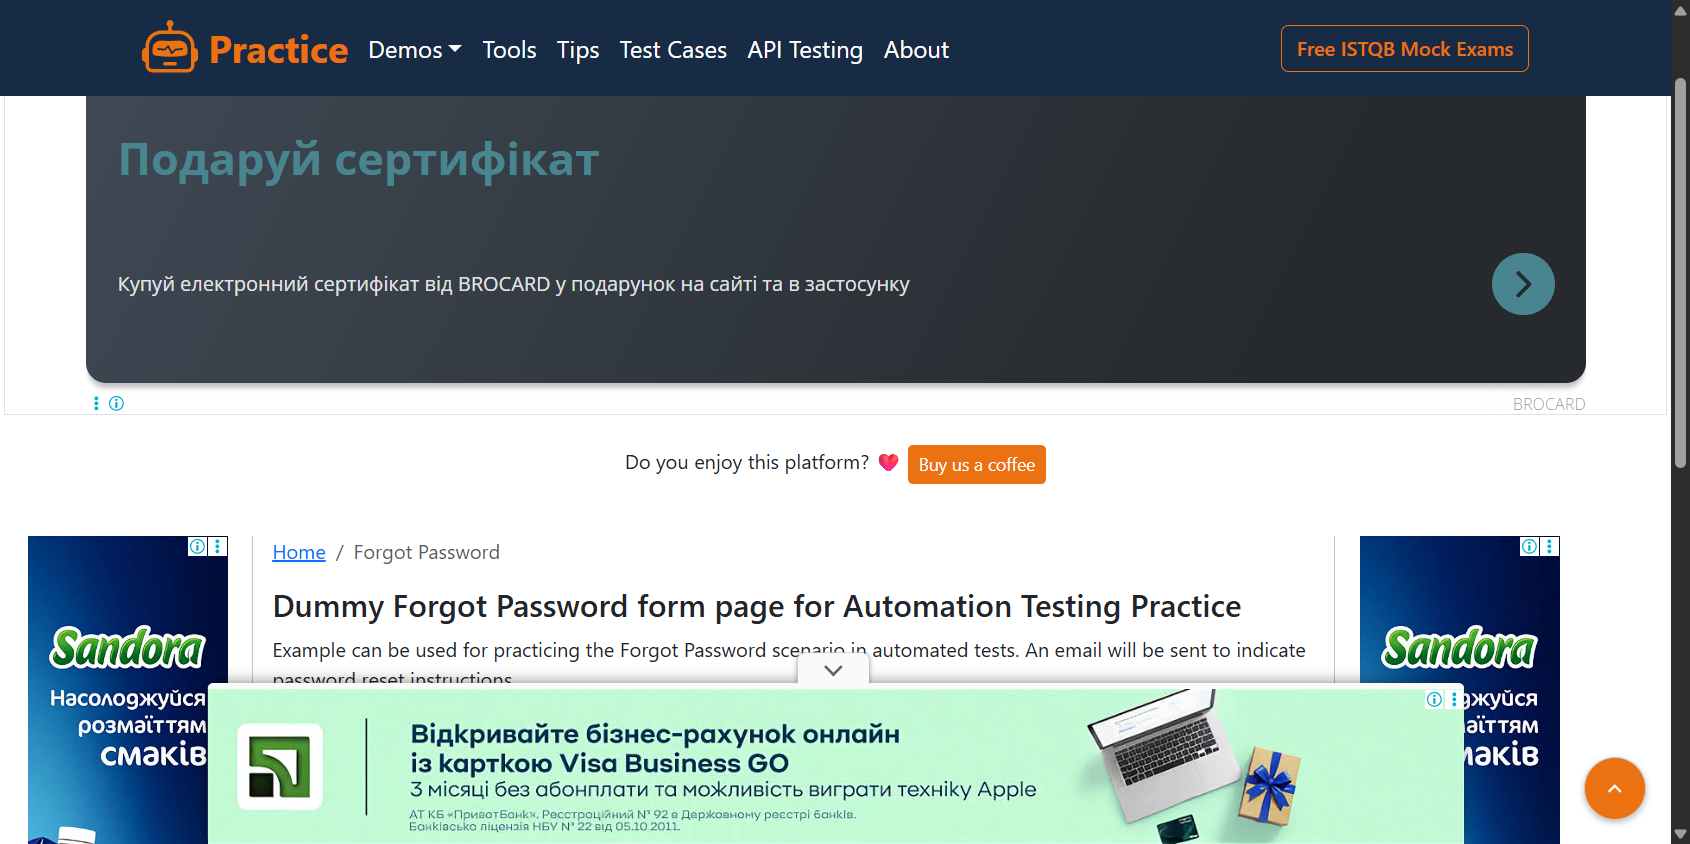 Practice
Demos
Tools
Tips
Test Cases
API Testing
About
Free ISTQB Mock Exams
Подаруй сертифікат
Купуй електронний сертифікат від BROCARD у подарунок на сайті та в застосунку
BROCARD
Do you enjoy this platform?
Buy us a coffee
Home / Forgot Password
Dummy Forgot Password form page for Automation Testing Practice
Example can be used for practicing the Forgot Password scenario in automated tests. An email will be sent to indicate
password reset instructions
Sandora
Насолоджуйся
розмаїттям
смаків
Sandora
джуйся
аїттям
маків
Відкривайте бізнес-рахунок онлайн
із карткою Visa Business GO
3 місяці без абонплати та можливість виграти техніку Apple
АТ КБ «ПриватБанк». Реєстраційний № 92 в Державному реєстрі банків.
Банківська ліцензія НБУ № 22 від 05.10.2011.